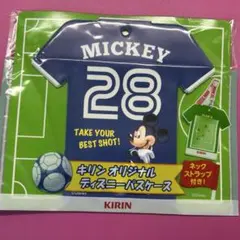 MICKEY
28
TAKE YOUR
BEST SHOT!
キリン オリジナル
ディズニーパスケース
ネック
ストラップ
付き!
KIRIN